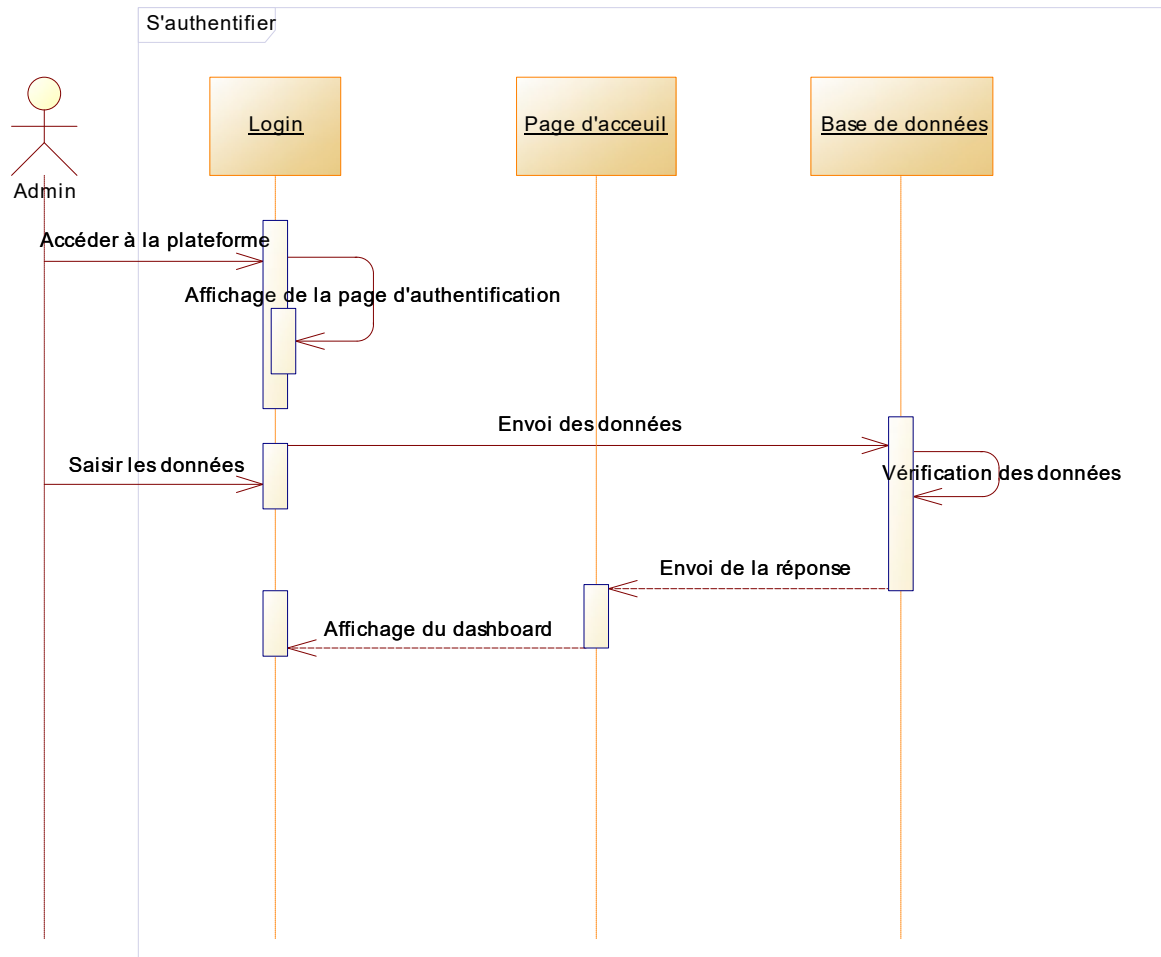 S'authentifier
Login
Page d'acceuil
Base de données
Admin
Accéder à la plateforme
Affichage de la page d'authentification
Envoi des données
Saisir les données
Vérification des données
Envoi de la réponse
Affichage du dashboard